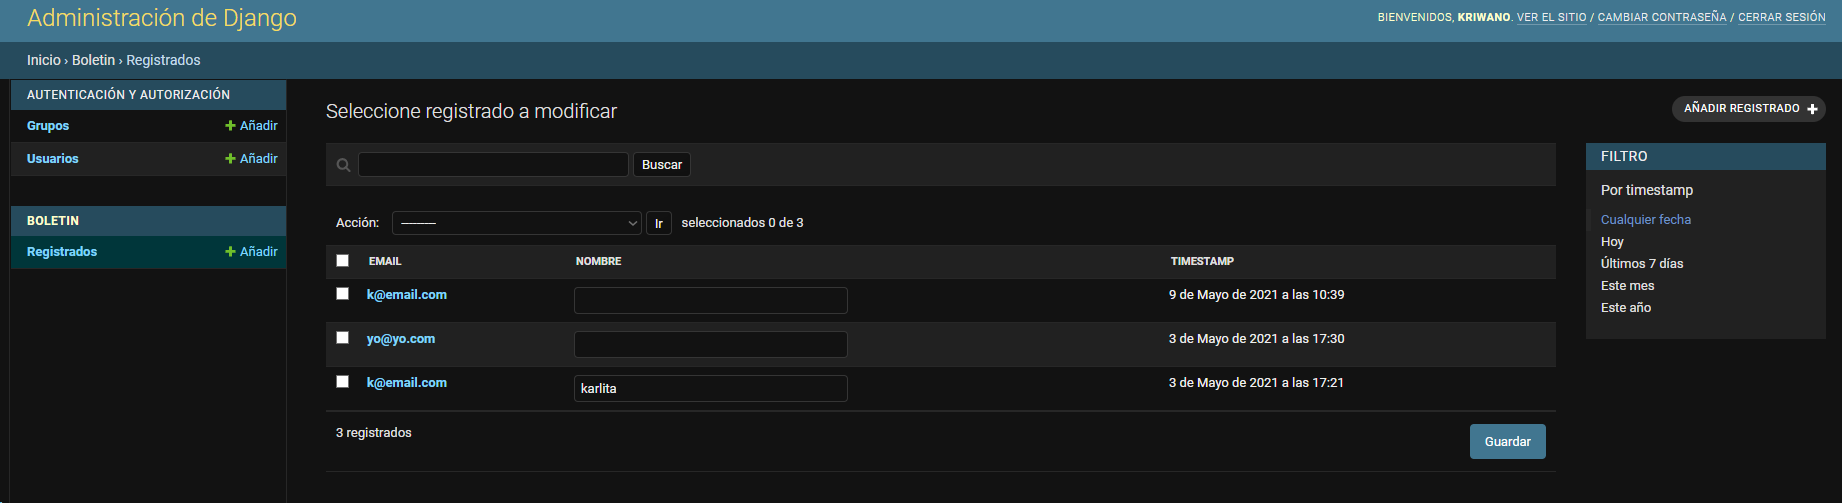 Administración de Django
BIENVENIDOS, KRIWANO. VER EL SITIO / CAMBIAR CONTRASEÑA / CERRAR SESIÓN
Inicio › Boletin › Registrados
AUTENTICACIÓN Y AUTORIZACIÓN
Grupos + Añadir
Usuarios + Añadir
BOLETIN
Registrados + Añadir
Seleccione registrado a modificar
AÑADIR REGISTRADO +
Buscar
Acción: --------- Ir seleccionados 0 de 3
EMAIL NOMBRE TIMESTAMP
k@email.com 9 de Mayo de 2021 a las 10:39
yo@yo.com 3 de Mayo de 2021 a las 17:30
k@email.com karlita 3 de Mayo de 2021 a las 17:21
3 registrados
Guardar
FILTRO
Por timestamp
Cualquier fecha
Hoy
Últimos 7 días
Este mes
Este año